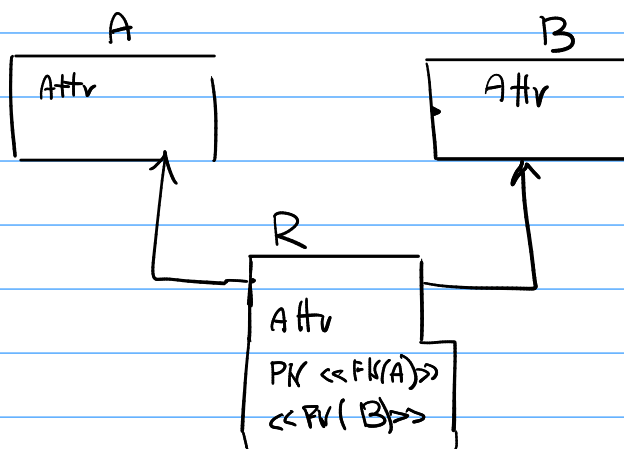 A
B
Attr
Attr
R
Attr
PK <<FK(A)>>
<<FK(B)>>